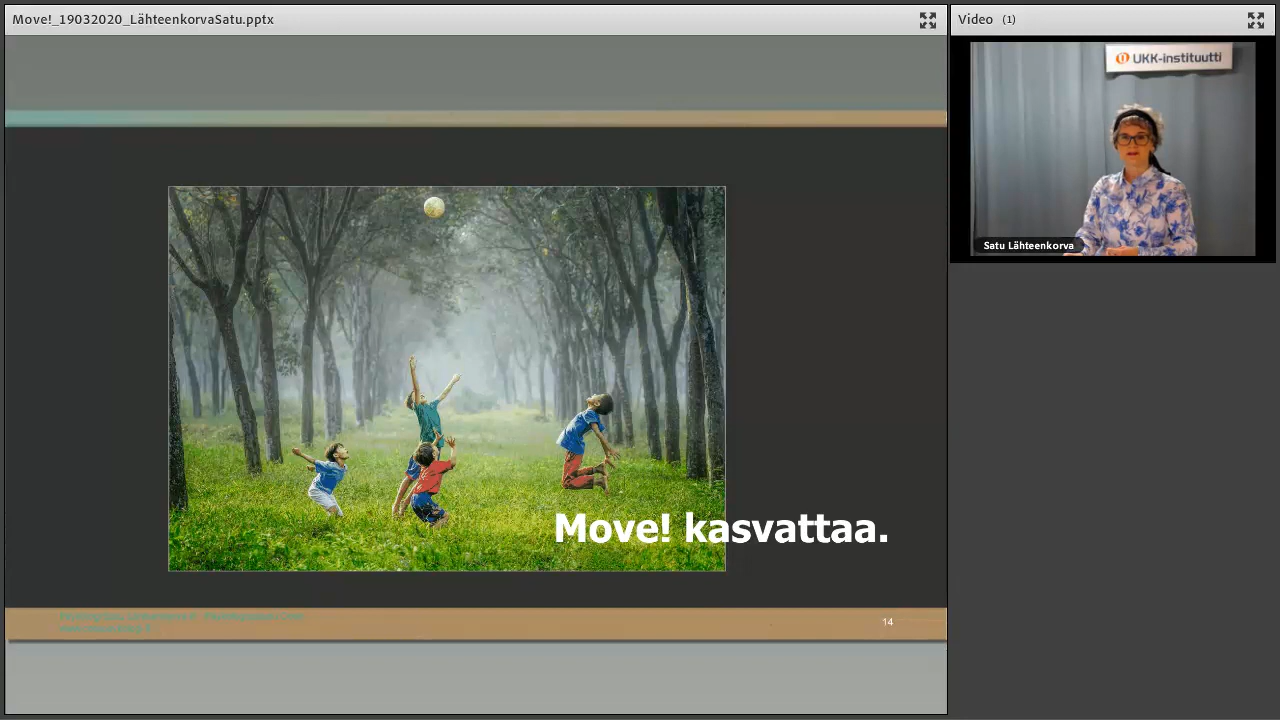 Move!_19032020_LähteenkorvaSatu.pptx
Video (1)
UKK-instituutti
Satu Lähteenkorva
Move! kasvattaa.
14